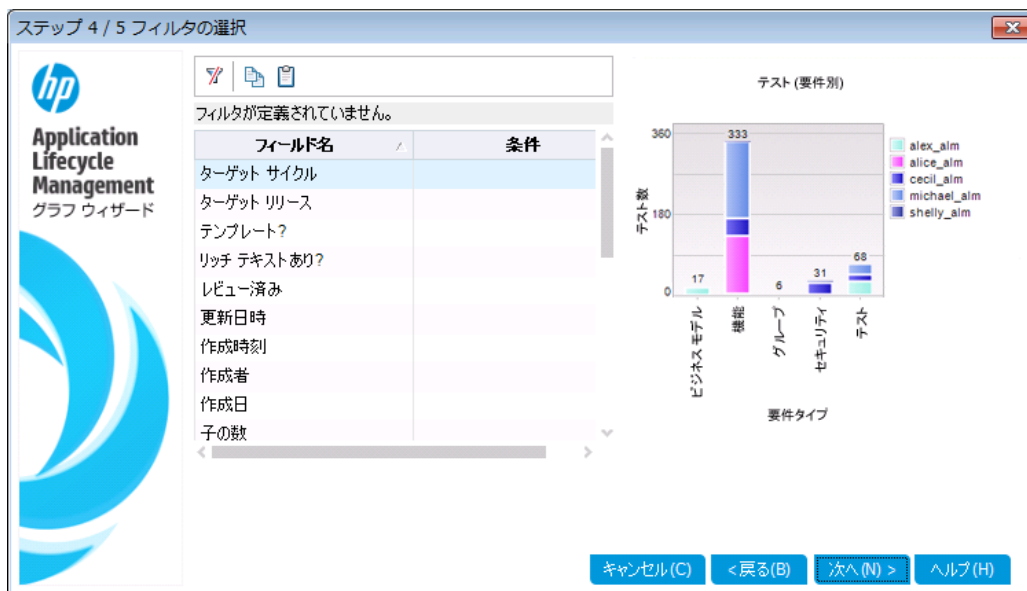 ステップ 4 / 5 フィルタの選択
hp
Application
Lifecycle
Management
グラフ ウィザード
フィルタが定義されていません。
フィールド名 条件
ターゲット サイクル
ターゲット リリース
テンプレート?
リッチ テキストあり?
レビュー済み
更新日時
作成時刻
作成者
作成日
子の数
テスト (要件別)
360
180
0
テスト数
17
333
6
31
68
ビジネス モデル
機能
グループ
セキュリティ
テスト
要件タイプ
alex_alm
alice_alm
cecil_alm
michael_alm
shelly_alm
キャンセル(C) <戻る(B) 次へ(N) > ヘルプ(H)